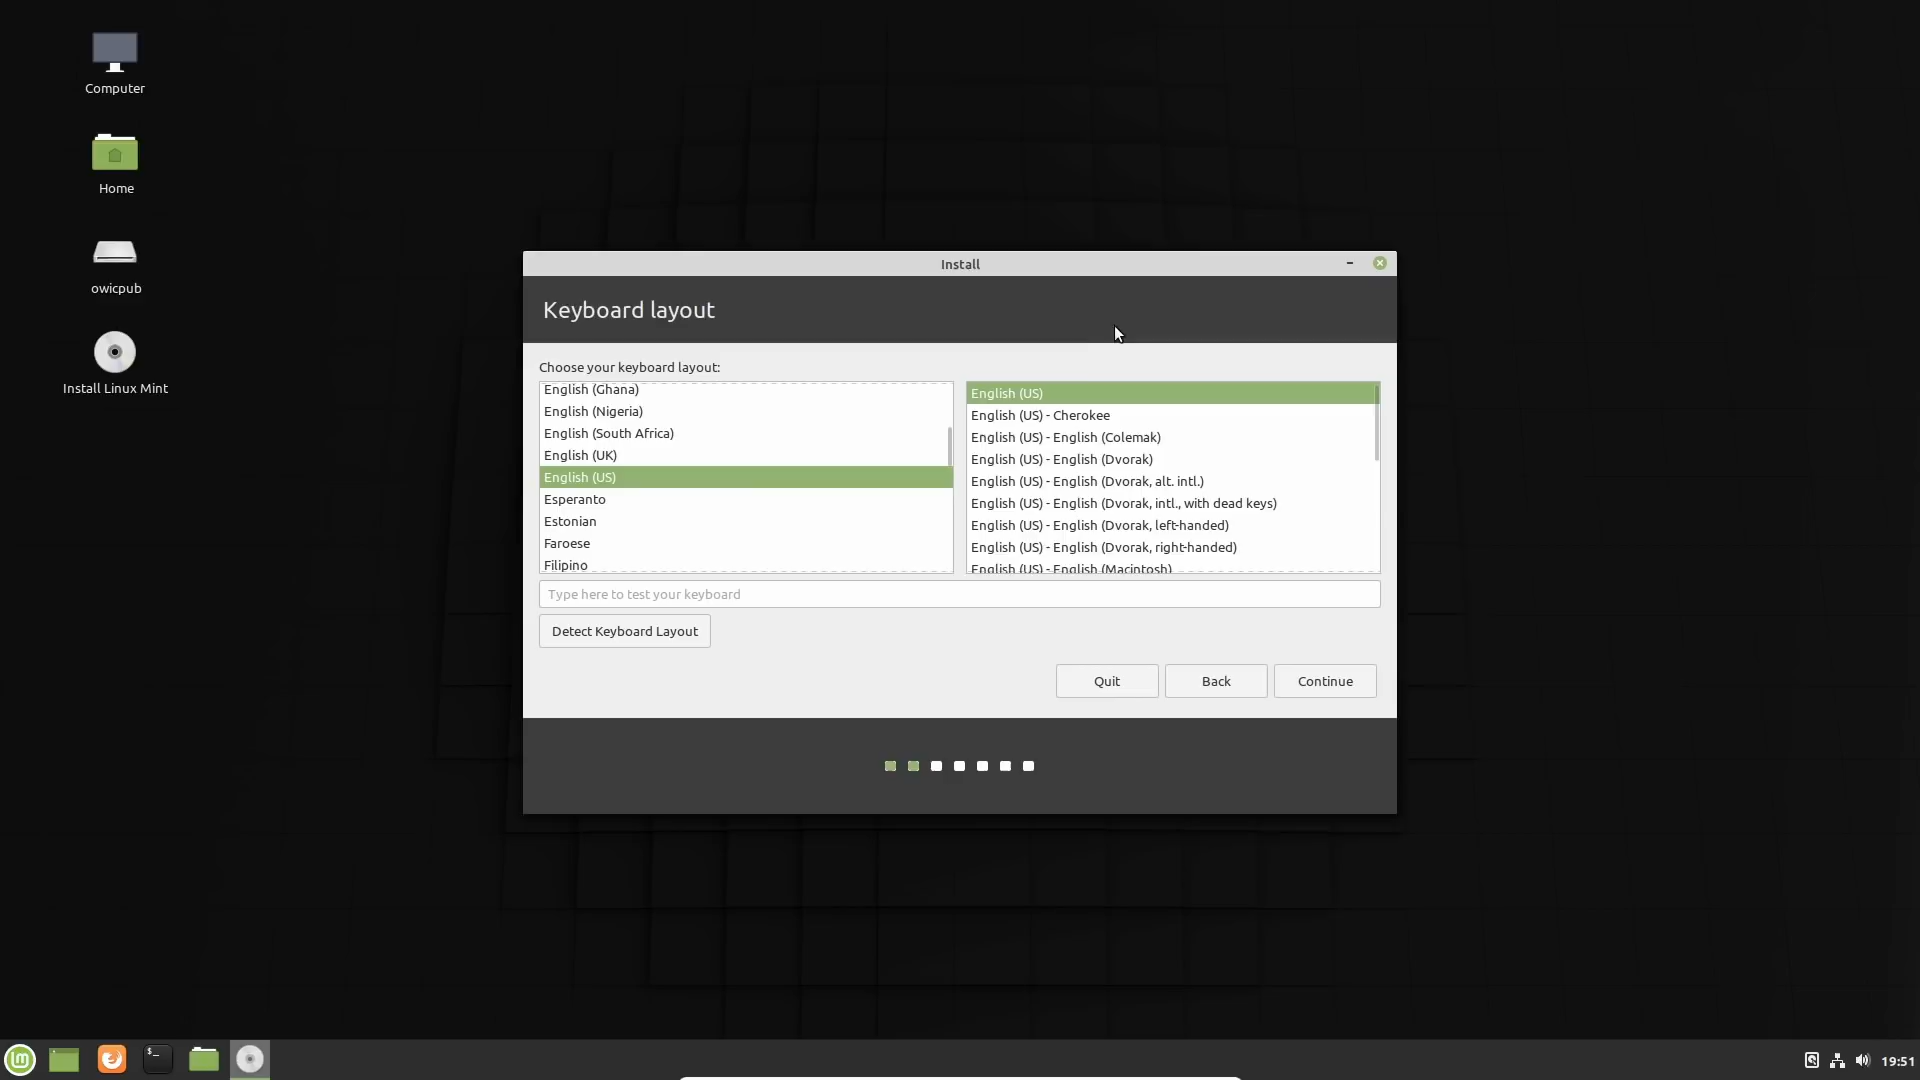 Computer
Home
owicpub
Install Linux Mint
Install
Keyboard layout
Choose your keyboard layout:
English (Ghana)
English (Nigeria)
English (South Africa)
English (UK)
English (US)
Esperanto
Estonian
Faroese
Filipino
English (US)
English (US) - Cherokee
English (US) - English (Colemak)
English (US) - English (Dvorak)
English (US) - English (Dvorak, alt. intl.)
English (US) - English (Dvorak, intl., with dead keys)
English (US) - English (Dvorak, left-handed)
English (US) - English (Dvorak, right-handed)
English (US) - English (Macintosh)
Type here to test your keyboard
Detect Keyboard Layout
Quit
Back
Continue
lm
$_
19:51